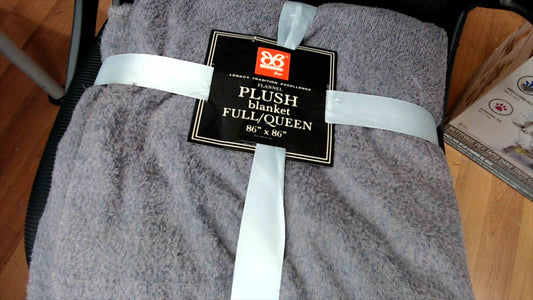 LEGACY. TRADITION. EXCELLENCE
FLANNEL
PLUSH
blanket
FULL/QUEEN
86" x 86"